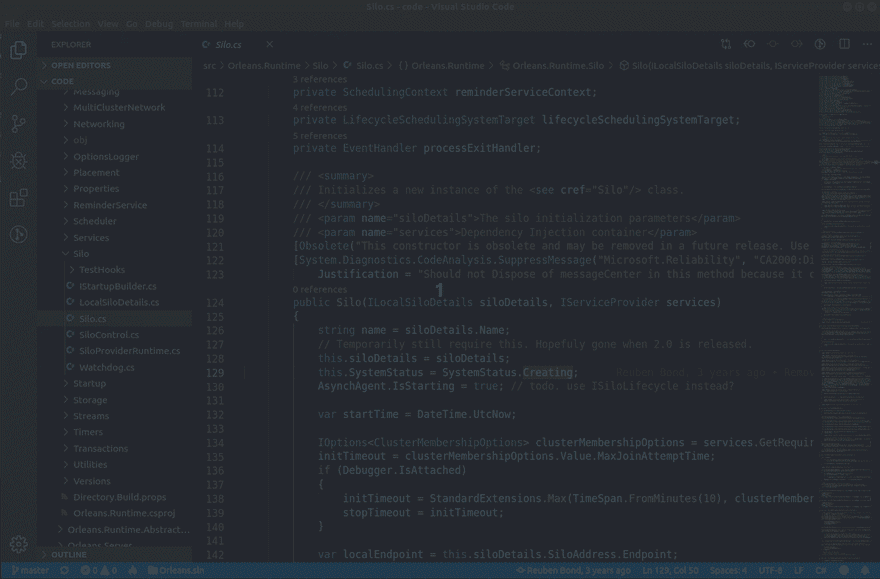 Silo.cs - code - Visual Studio Code
File Edit Selection View Go Debug Terminal Help
EXPLORER
OPEN EDITORS
CODE
Messaging
MultiClusterNetwork
Networking
obj
OptionsLogger
Placement
Properties
ReminderService
Scheduler
Services
Silo
TestHooks
IStartupBuilder.cs
LocalSiloDetails.cs
Silo.cs
SiloControl.cs
SiloProviderRuntime.cs
Watchdog.cs
Startup
Storage
Streams
Timers
Transactions
Utilities
Versions
Directory.Build.props
Orleans.Runtime.csproj
Orleans.Runtime.Abstract...
Orleans.Server
OUTLINE
Silo.cs
src > Orleans.Runtime > Silo > Silo.cs > {} Orleans.Runtime > Orleans.Runtime.Silo > Silo(ILocalSiloDetails siloDetails, IServiceProvider services
3 references
112 private SchedulingContext reminderServiceContext;
4 references
113 private LifecycleSchedulingSystemTarget lifecycleSchedulingSystemTarget;
5 references
114 private EventHandler processExitHandler;
115
116 /// <summary>
117 /// Initializes a new instance of the <see cref="Silo"/> class.
118 /// </summary>
119 /// <param name="siloDetails">The silo initialization parameters</param>
120 /// <param name="services">Dependency Injection container</param>
121 [Obsolete("This constructor is obsolete and may be removed in a future release. Use
122 [System.Diagnostics.CodeAnalysis.SuppressMessage("Microsoft.Reliability", "CA2000:Di
123 Justification = "Should not Dispose of messageCenter in this method because it c
1
0 references
124 public Silo(ILocalSiloDetails siloDetails, IServiceProvider services)
125 {
126 string name = siloDetails.Name;
127 // Temporarily still require this. Hopefuly gone when 2.0 is released.
128 this.siloDetails = siloDetails;
129 this.SystemStatus = SystemStatus.Creating; Reuben Bond, 3 years ago •
130 AsynchAgent.IsStarting = true; // todo. use ISiloLifecycle instead?
131
132 var startTime = DateTime.UtcNow;
133
134 IOptions<ClusterMembershipOptions> clusterMembershipOptions = services.GetRequir
135 initTimeout = clusterMembershipOptions.Value.MaxJoinAttemptTime;
136 if (Debugger.IsAttached)
137 {
138 initTimeout = StandardExtensions.Max(TimeSpan.FromMinutes(10), clusterMember
139 stopTimeout = initTimeout;
140 }
141
142 var localEndpoint = this.siloDetails.SiloAddress.Endpoint;
master 0 0 Orleans.sln Reuben Bond, 3 years ago Ln 129, Col 50 Spaces: 4 UTF-8 LF C#